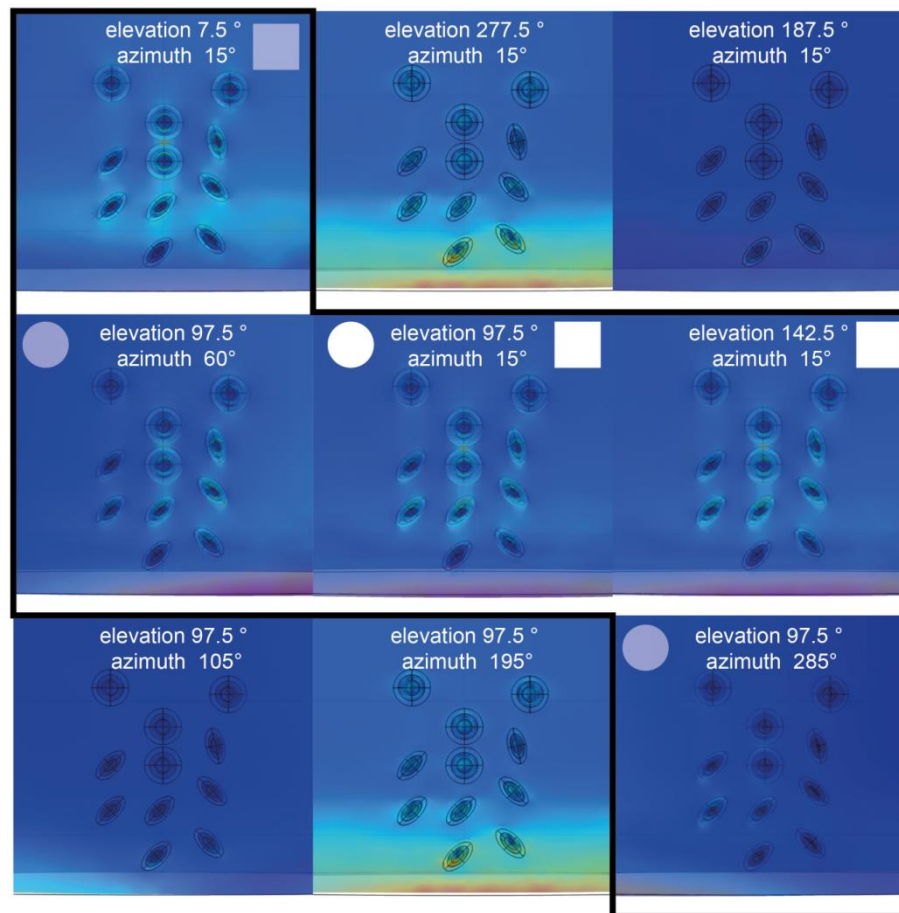 elevation 7.5 °
azimuth  15°
elevation 277.5 °
azimuth  15°
elevation 187.5 °
azimuth  15°
elevation 97.5 °
azimuth  60°
elevation 97.5 °
azimuth  15°
elevation 142.5 °
azimuth  15°
elevation 97.5 °
azimuth  105°
elevation 97.5 °
azimuth  195°
elevation 97.5 °
azimuth  285°